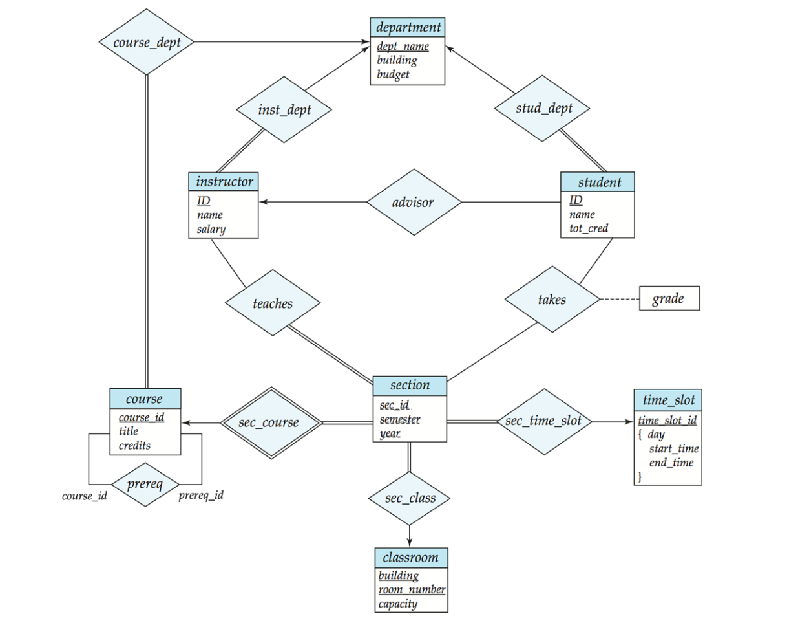 department
course_dept
dept_name
building
budget
inst_dept
stud_dept
instructor
ID
name
salary
advisor
student
ID
name
tot_cred
teaches
takes
grade
section
sec_id
semester
year
course
course_id
title
credits
sec_course
sec_time_slot
time_slot
time_slot_id
{ day
start_time
end_time
}
prereq
course_id
prereq_id
sec_class
classroom
building
room_number
capacity